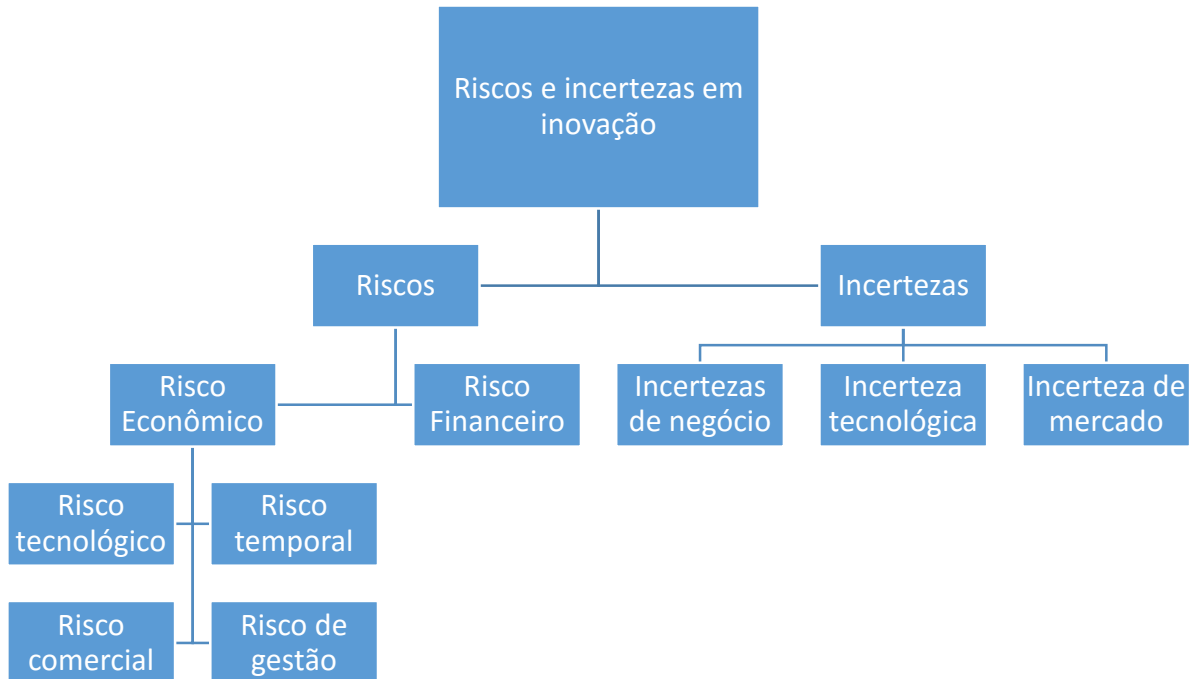 Riscos e incertezas em
inovação
Riscos
Incertezas
Risco
Econômico
Risco
Financeiro
Incertezas
de negócio
Incerteza
tecnológica
Incerteza de
mercado
Risco
tecnológico
Risco
temporal
Risco
comercial
Risco de
gestão